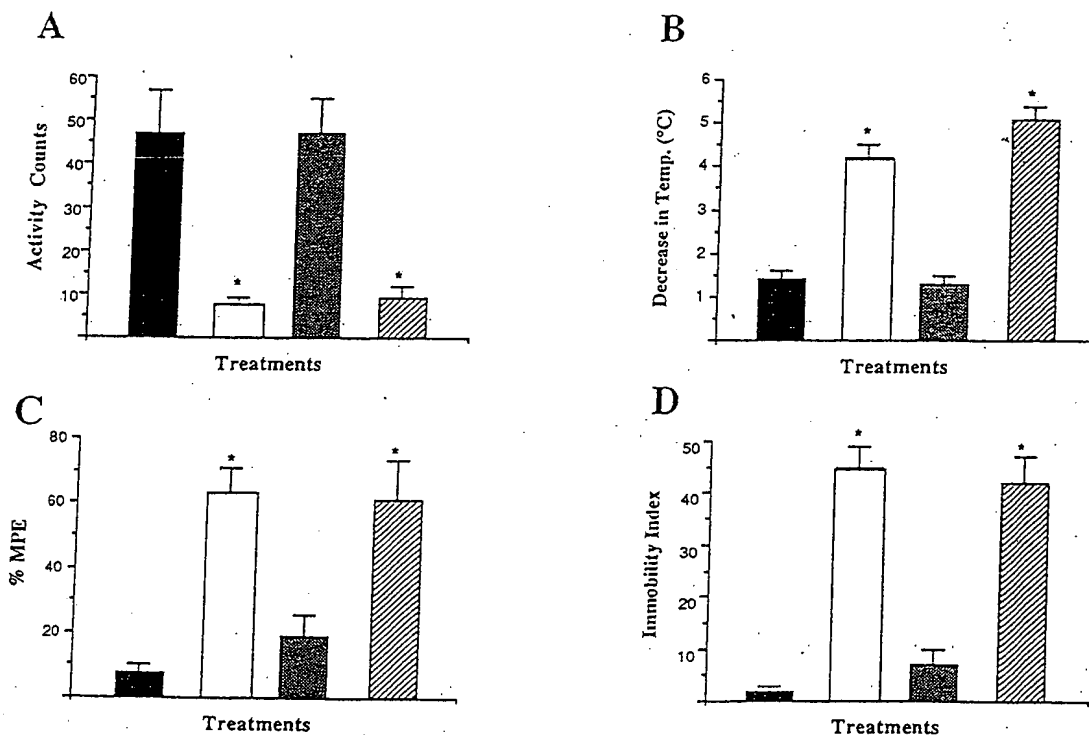 A
Activity Counts
60
50
40
30
20
10
*
*
Treatments
B
Decrease in Temp. (°C)
6
5
4
3
2
1
*
*
Treatments
C
% MPE
80
60
40
20
*
*
Treatments
D
Immobility Index
50
40
30
20
10
*
*
Treatments